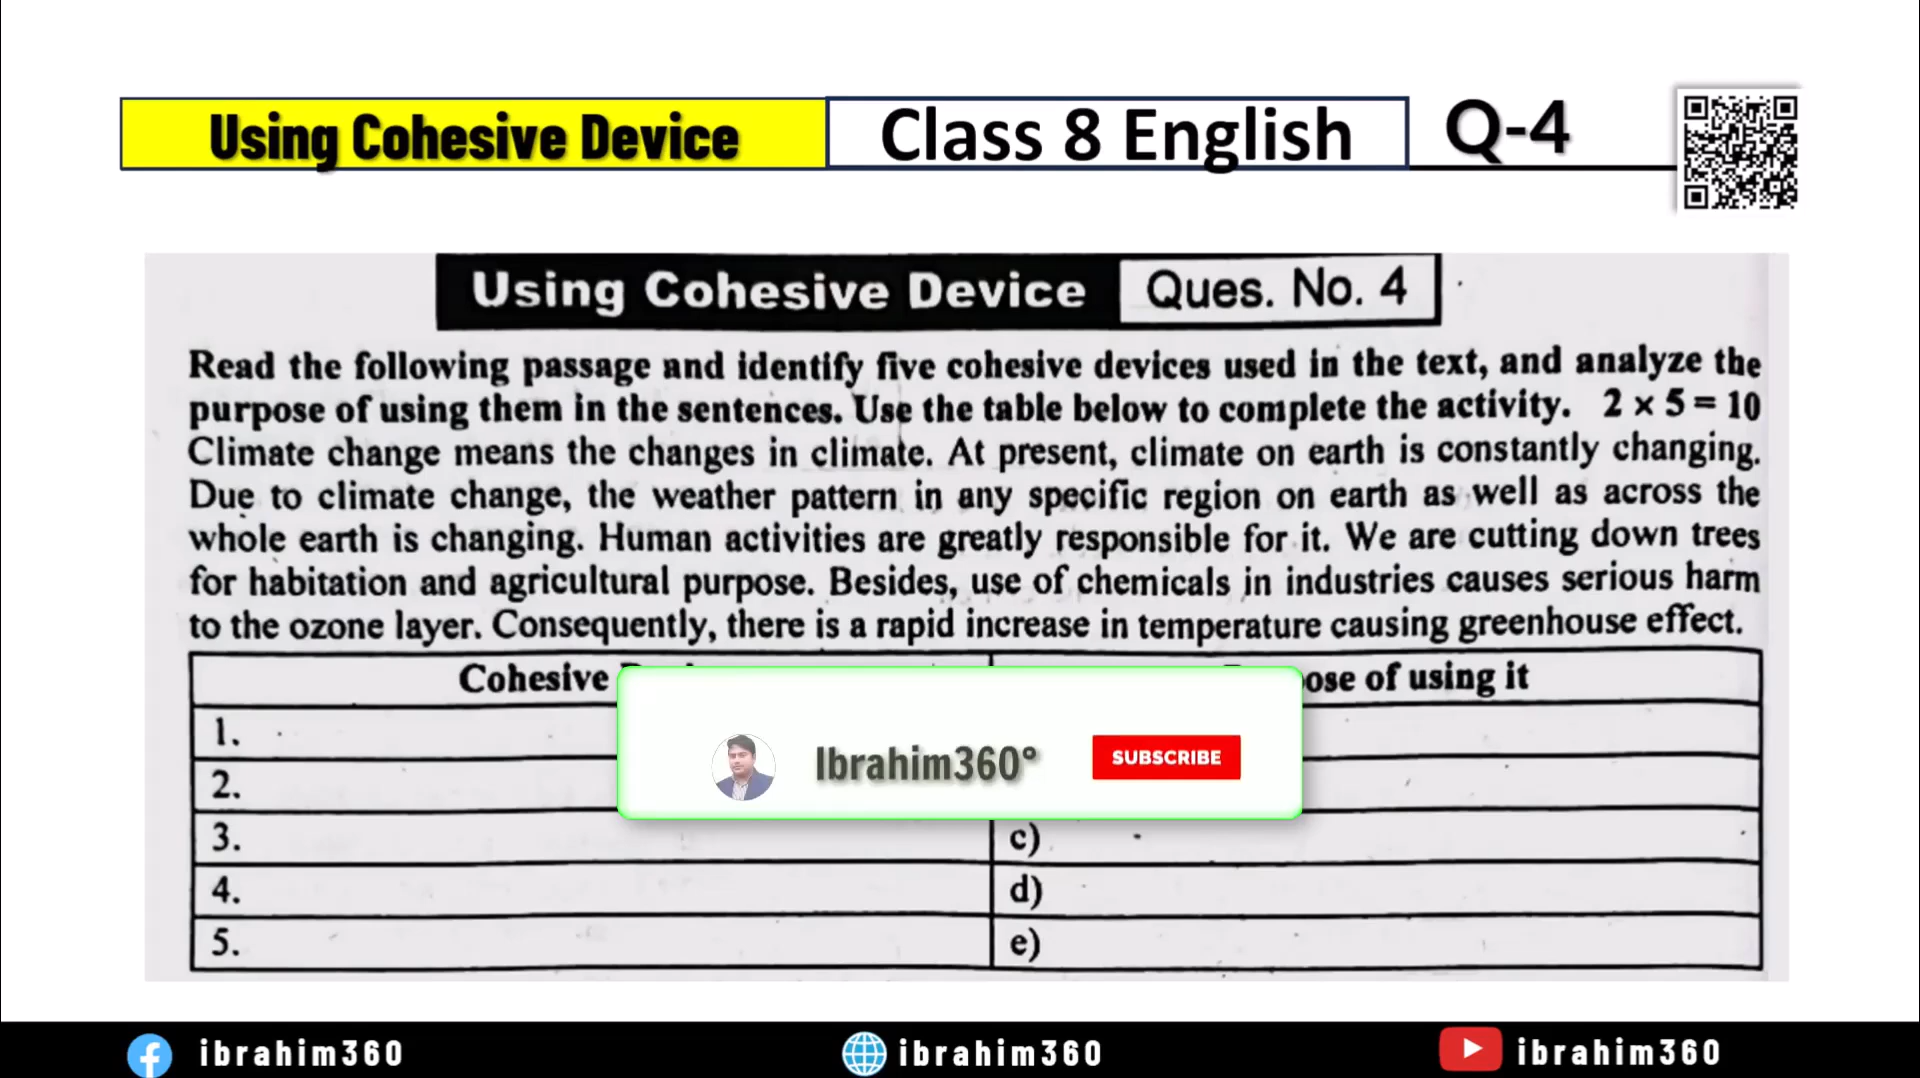 Using Cohesive Device Class 8 English Q-4
Using Cohesive Device Ques. No. 4
Read the following passage and identify five cohesive devices used in the text, and analyze the
purpose of using them in the sentences. Use the table below to complete the activity. 2 × 5 = 10
Climate change means the changes in climate. At present, climate on earth is constantly changing.
Due to climate change, the weather pattern in any specific region on earth as well as across the
whole earth is changing. Human activities are greatly responsible for it. We are cutting down trees
for habitation and agricultural purpose. Besides, use of chemicals in industries causes serious harm
to the ozone layer. Consequently, there is a rapid increase in temperature causing greenhouse effect.
Cohesive ose of using it
1.
Ibrahim360° SUBSCRIBE
2.
3. c)
4. d)
5. e)
ibrahim360 ibrahim360 ibrahim360